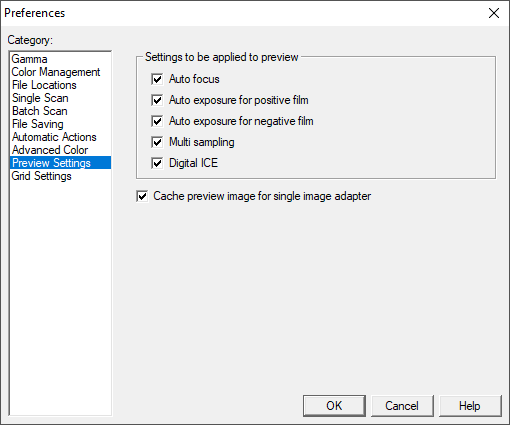 Preferences
Category:
Gamma
Color Management
File Locations
Single Scan
Batch Scan
File Saving
Automatic Actions
Advanced Color
Preview Settings
Grid Settings
Settings to be applied to preview
Auto focus
Auto exposure for positive film
Auto exposure for negative film
Multi sampling
Digital ICE
Cache preview image for single image adapter
OK
Cancel
Help